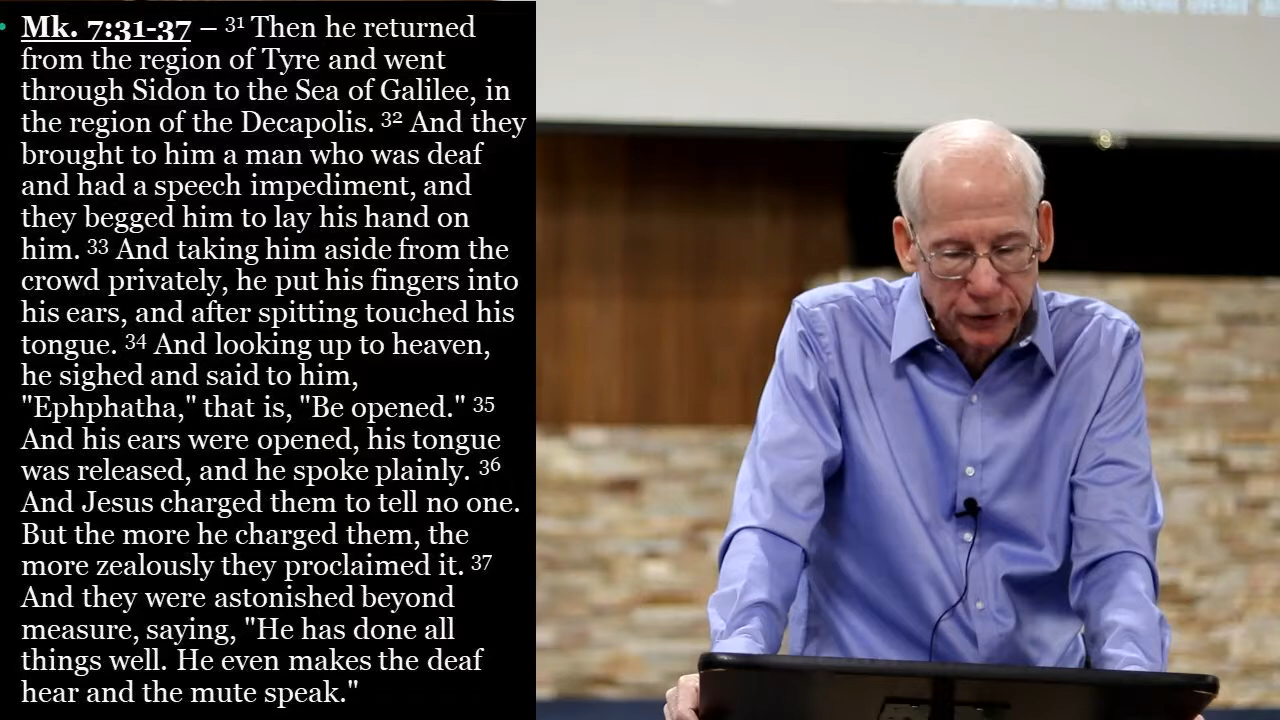 • Mk. 7:31-37 – ³¹ Then he returned
from the region of Tyre and went
through Sidon to the Sea of Galilee, in
the region of the Decapolis. ³² And they
brought to him a man who was deaf
and had a speech impediment, and
they begged him to lay his hand on
him. ³³ And taking him aside from the
crowd privately, he put his fingers into
his ears, and after spitting touched his
tongue. ³⁴ And looking up to heaven,
he sighed and said to him,
"Ephphatha," that is, "Be opened." ³⁵
And his ears were opened, his tongue
was released, and he spoke plainly. ³⁶
And Jesus charged them to tell no one.
But the more he charged them, the
more zealously they proclaimed it. ³⁷
And they were astonished beyond
measure, saying, "He has done all
things well. He even makes the deaf
hear and the mute speak."